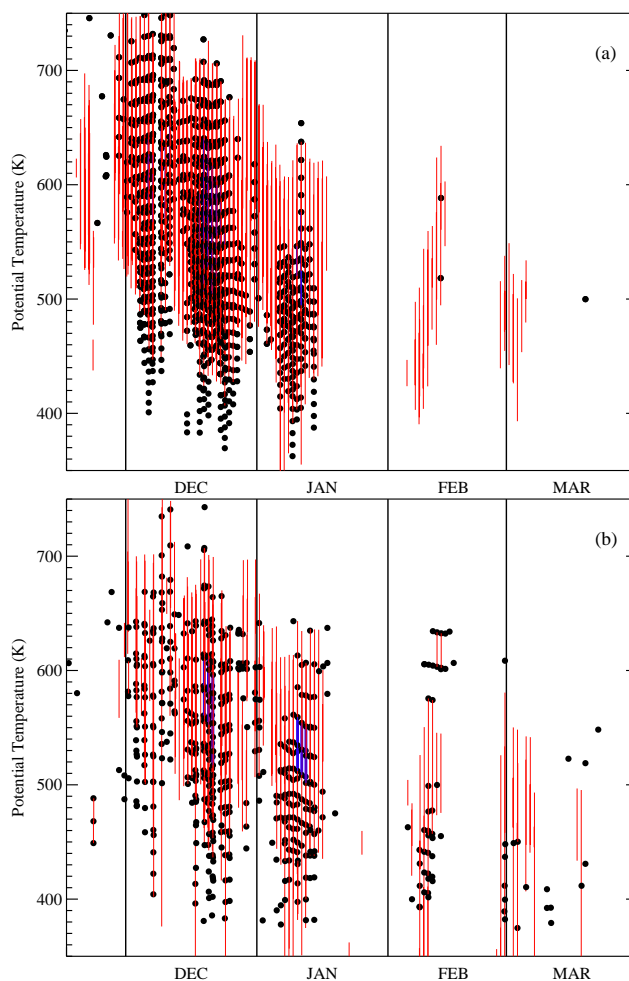 (a)
700
600
500
400
Potential Temperature (K)
DEC JAN FEB MAR
(b)
700
600
500
400
Potential Temperature (K)
DEC JAN FEB MAR